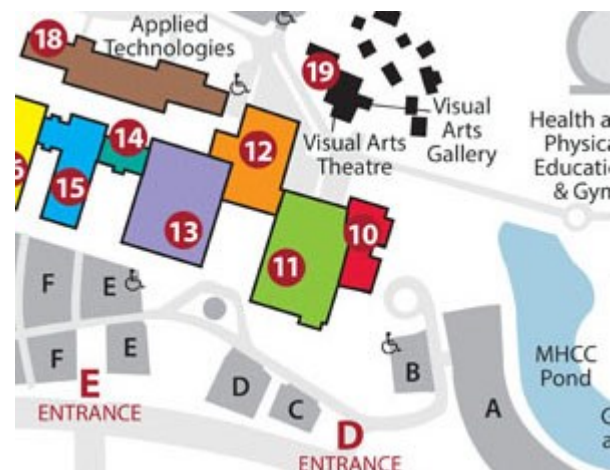 18
Applied
Technologies
19
Visual
Arts
Gallery
Visual Arts
Theatre
Health
Physica
Educatio
& Gym
12
14
15
13
10
11
F
E
F
E
E
ENTRANCE
D
C
D
ENTRANCE
B
A
MHCC
Pond